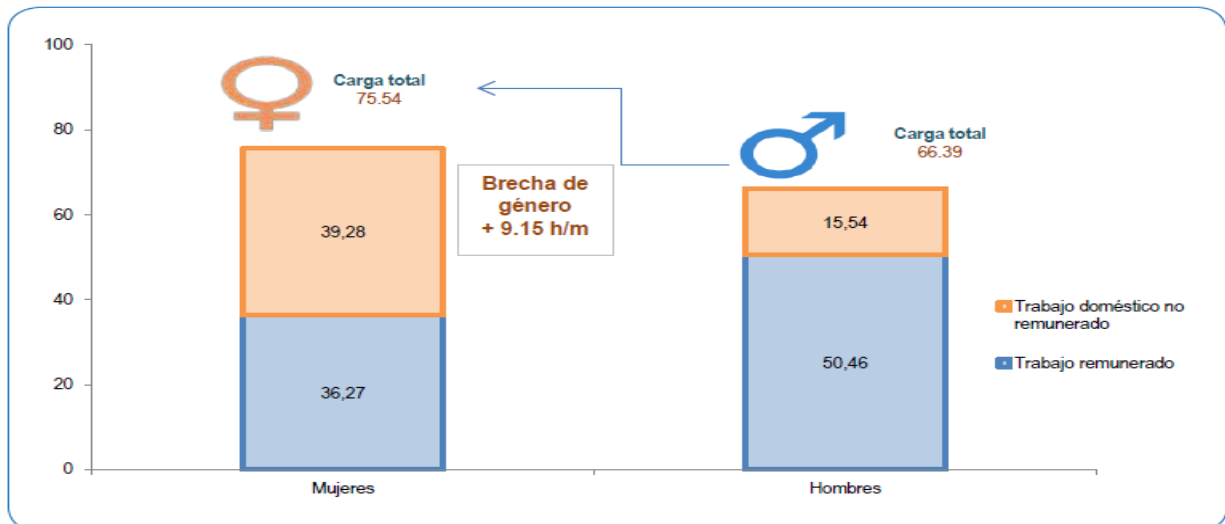 100
80
60
40
20
0
Carga total
75.54
Carga total
66.39
Brecha de
género
+ 9.15 h/m
39,28
36,27
15,54
50,46
Trabajo doméstico no
remunerado
Trabajo remunerado
Mujeres
Hombres